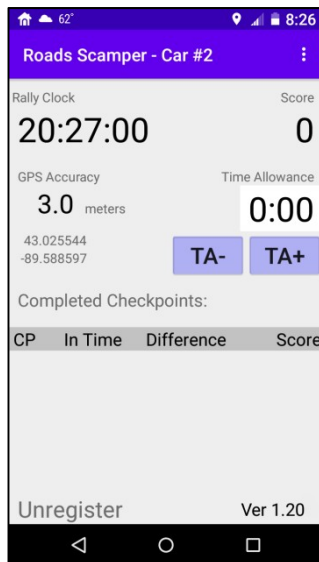 62° 8:26
Roads Scamper - Car #2
Rally Clock Score
20:27:00 0
GPS Accuracy Time Allowance
3.0 meters 0:00
43.025544
-89.588597
TA- TA+
Completed Checkpoints:
CP In Time Difference Score
Unregister Ver 1.20